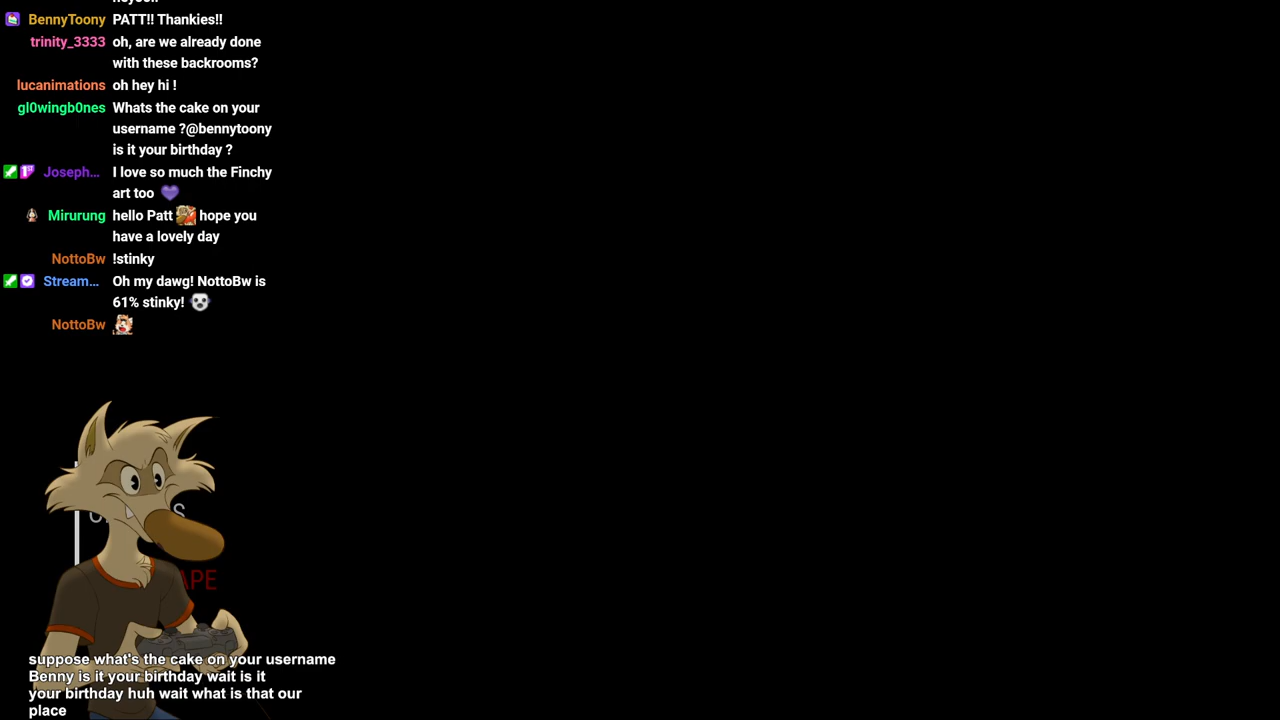 BennyToony PATT!! Thankies!!
trinity_3333 oh, are we already done
with these backrooms?
lucanimations oh hey hi !
gl0wingb0nes Whats the cake on your
username ?@bennytoony
is it your birthday ?
Joseph... I love so much the Finchy
art too
Mirurung hello Patt hope you
have a lovely day
NottoBw !stinky
Stream... Oh my dawg! NottoBw is
61% stinky!
NottoBw
suppose what's the cake on your username
Benny is it your birthday wait is it
your birthday huh wait what is that our
place